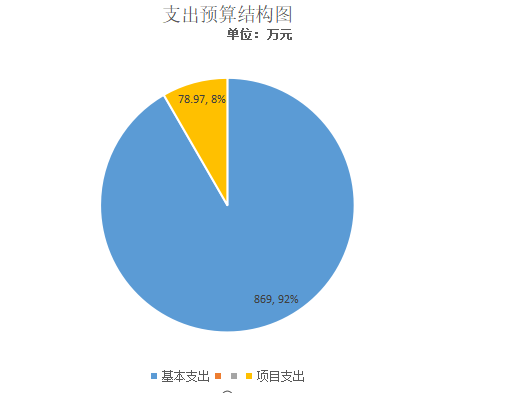 支出预算结构图
单位：万元
78.97, 8%
869, 92%
基本支出 项目支出